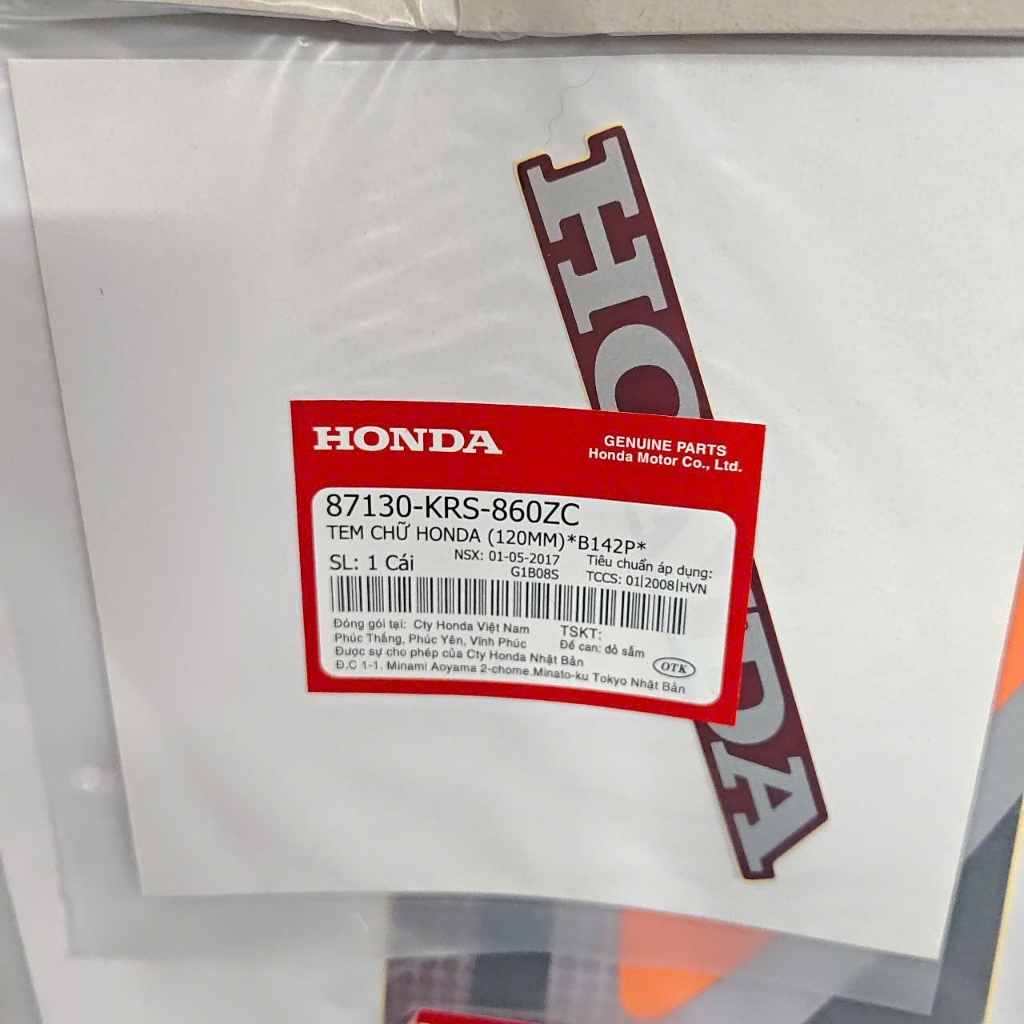 HONDA
HONDA
GENUINE PARTS
Honda Motor Co., Ltd.
87130-KRS-860ZC
TEM CHỮ HONDA (120MM)*B142P*
SL: 1 Cái
NSX: 01-05-2017
G1B08S
Tiêu chuẩn áp dụng:
TCCS: 01|2008|HVN
Đóng gói tại: Cty Honda Việt Nam
Phúc Thắng, Phúc Yên, Vĩnh Phúc
Được sự cho phép của Cty Honda Nhật Bản
Đ.C 1-1. Minami Aoyama 2-chome.Minato-ku Tokyo Nhật Bản
TSKT:
Đế can: đỏ sẫm
OTK